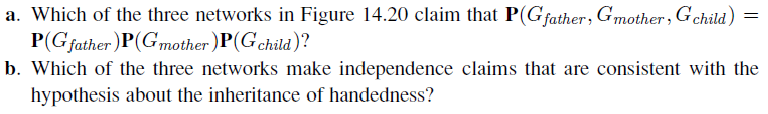 a. Which of the three networks in Figure 14.20 claim that P(Gfather, Gmother, Gchild) =
P(Gfather)P(Gmother)P(Gchild)?
b. Which of the three networks make independence claims that are consistent with the
hypothesis about the inheritance of handedness?